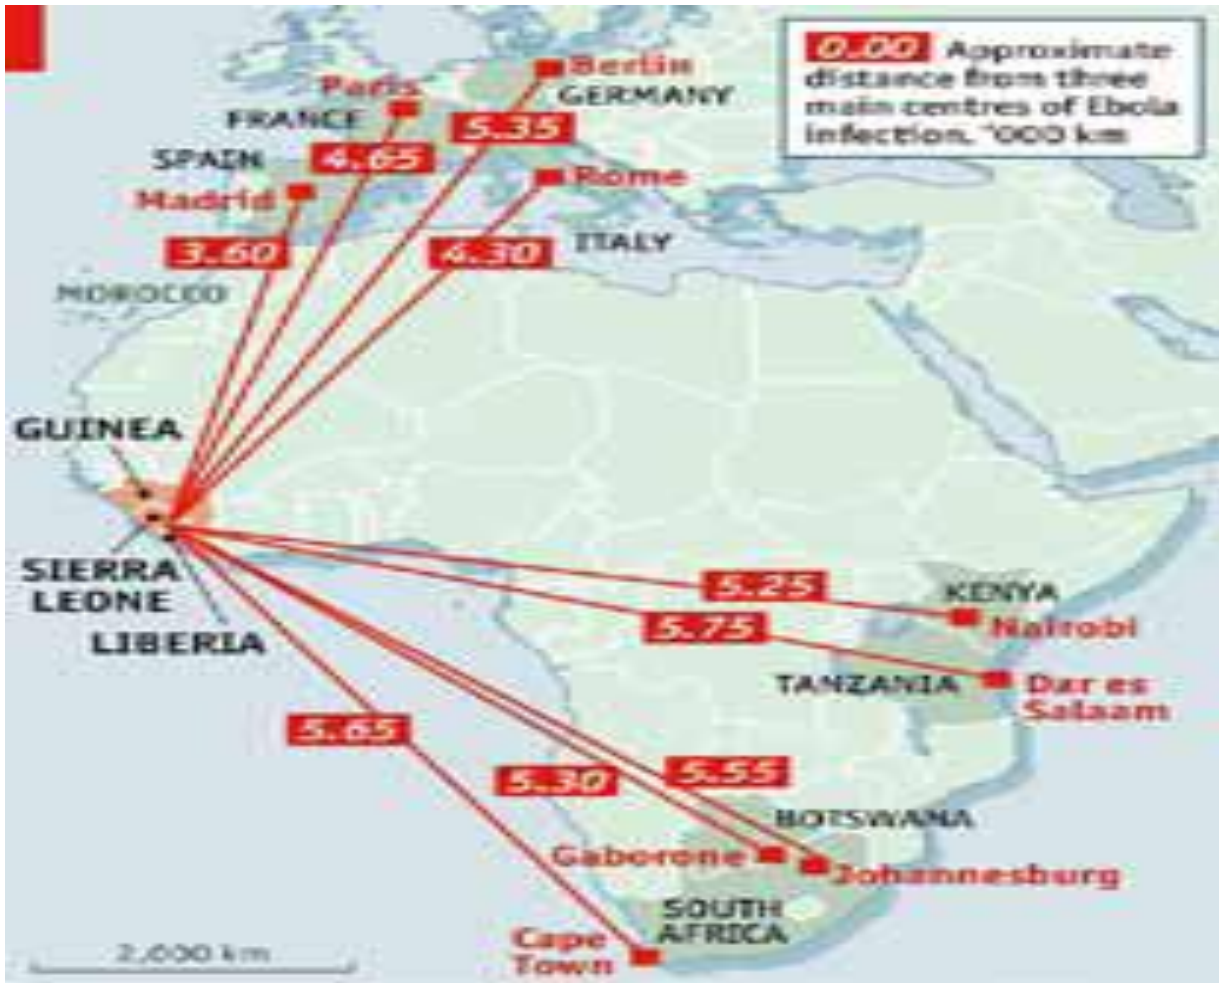 0.00 Approximate
distance from three
main centres of Ebola
infection, '000 km
Berlin
GERMANY
Paris
FRANCE
5.35
4.65
SPAIN
Madrid
Rome
ITALY
3.60
4.30
MOROCCO
GUINEA
SIERRA
LEONE
LIBERIA
5.25
KENYA
Nairobi
5.75
TANZANIA
Dar es
Salaam
5.65
5.30
5.55
BOTSWANA
Gaborone
Johannesburg
SOUTH
AFRICA
Cape
Town
2,000 km